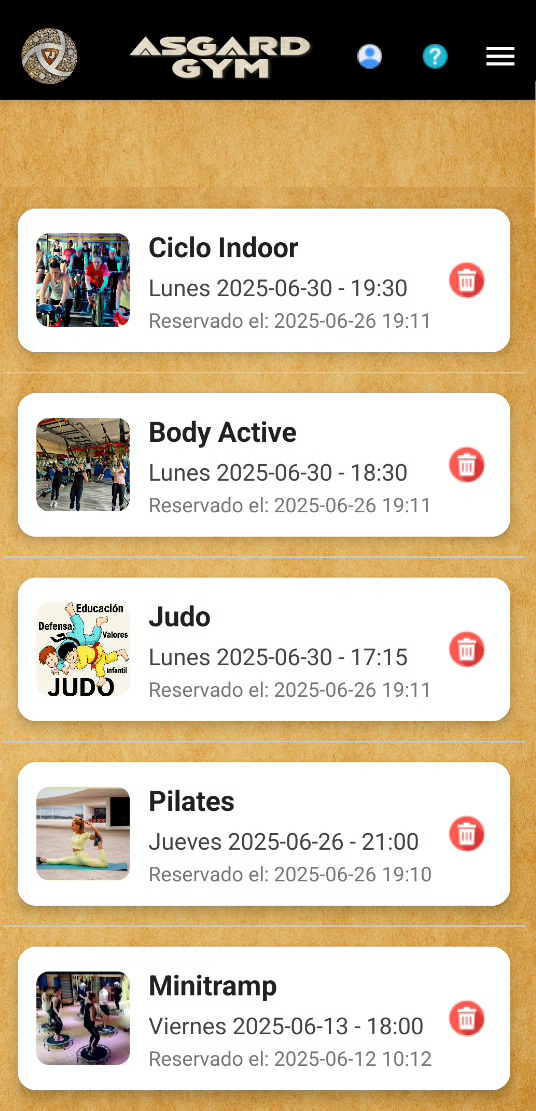 ASGARD
GYM
?
Ciclo Indoor
Lunes 2025-06-30 - 19:30
Reservado el: 2025-06-26 19:11
Body Active
Lunes 2025-06-30 - 18:30
Reservado el: 2025-06-26 19:11
Educación
Defensa
Valores
Infantil
JUDO
Judo
Lunes 2025-06-30 - 17:15
Reservado el: 2025-06-26 19:11
Pilates
Jueves 2025-06-26 - 21:00
Reservado el: 2025-06-26 19:10
Minitramp
Viernes 2025-06-13 - 18:00
Reservado el: 2025-06-12 10:12